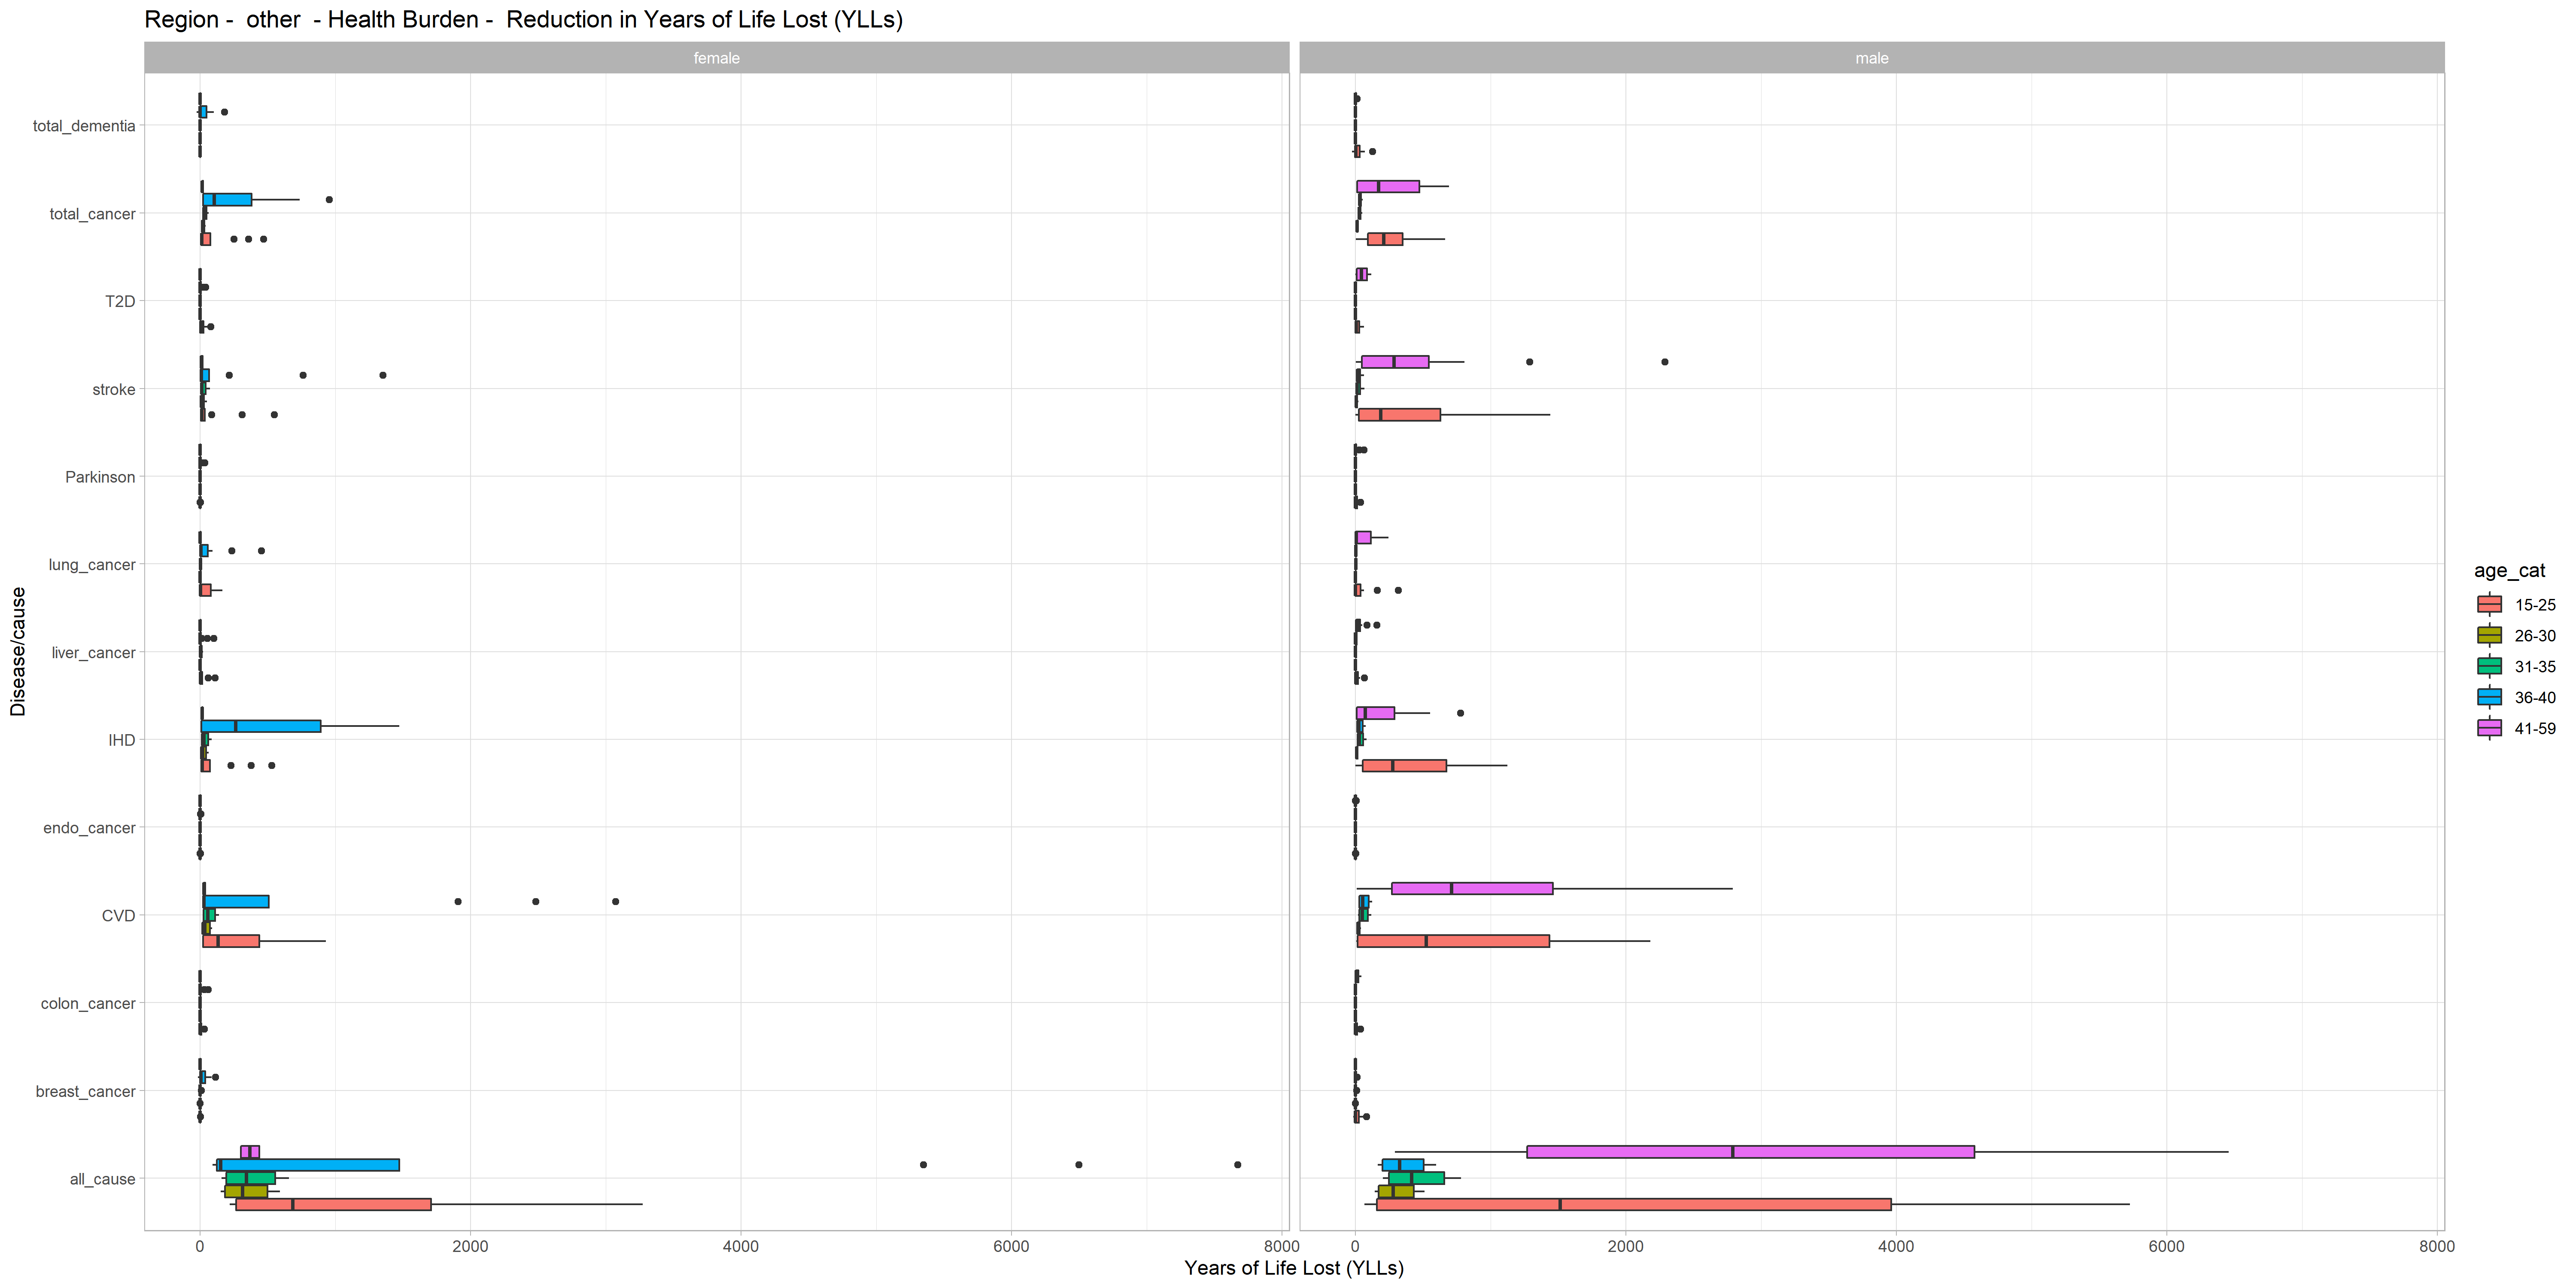 Region -  other  - Health Burden -  Reduction in Years of Life Lost (YLLs)
female
male
total_dementia
total_cancer
T2D
stroke
Parkinson
lung_cancer
liver_cancer
IHD
endo_cancer
CVD
colon_cancer
breast_cancer
all_cause
Disease/cause
0
2000
4000
6000
8000
0
2000
4000
6000
8000
Years of Life Lost (YLLs)
age_cat
15-25
26-30
31-35
36-40
41-59